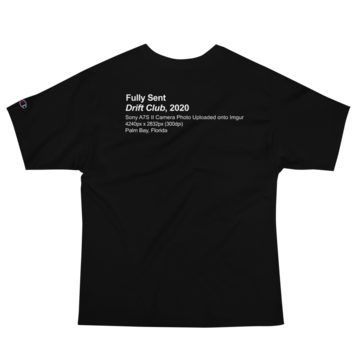 Fully Sent
Drift Club, 2020
Sony A7S II Camera Photo Uploaded onto Imgur
4240px x 2832px (300dpi)
Palm Bay, Florida